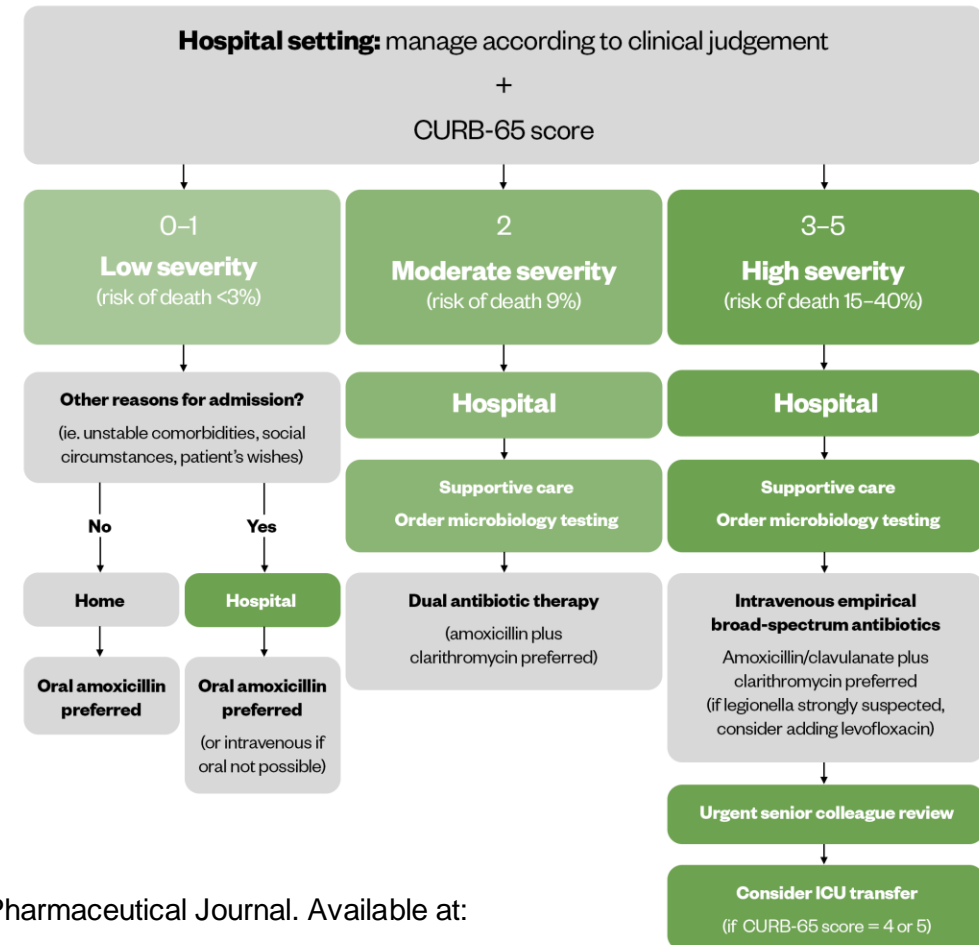 Hospital setting: manage according to clinical judgement
+
CURB-65 score
0–1
Low severity
(risk of death <3%)
2
Moderate severity
(risk of death 9%)
3–5
High severity
(risk of death 15–40%)
Other reasons for admission?
(ie. unstable comorbidities, social
circumstances, patient's wishes)
No
Yes
Home
Hospital
Oral amoxicillin
preferred
Oral amoxicillin
preferred
(or intravenous if
oral not possible)
Hospital
Supportive care
Order microbiology testing
Dual antibiotic therapy
(amoxicillin plus
clarithromycin preferred)
Hospital
Supportive care
Order microbiology testing
Intravenous empirical
broad-spectrum antibiotics
Amoxicillin/clavulanate plus
clarithromycin preferred
(if legionella strongly suspected,
consider adding levofloxacin)
Urgent senior colleague review
Consider ICU transfer
(if CURB-65 score = 4 or 5)
Pharmaceutical Journal. Available at: